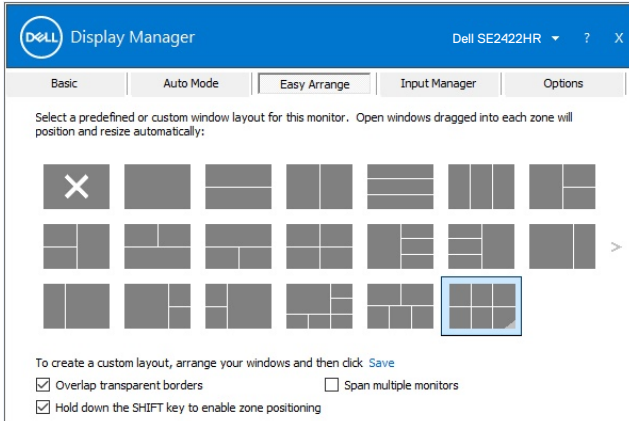 DELL Display Manager Dell SE2422HR ? X
Basic Auto Mode Easy Arrange Input Manager Options
Select a predefined or custom window layout for this monitor. Open windows dragged into each zone will
position and resize automatically:
>
To create a custom layout, arrange your windows and then click Save
Overlap transparent borders Span multiple monitors
Hold down the SHIFT key to enable zone positioning